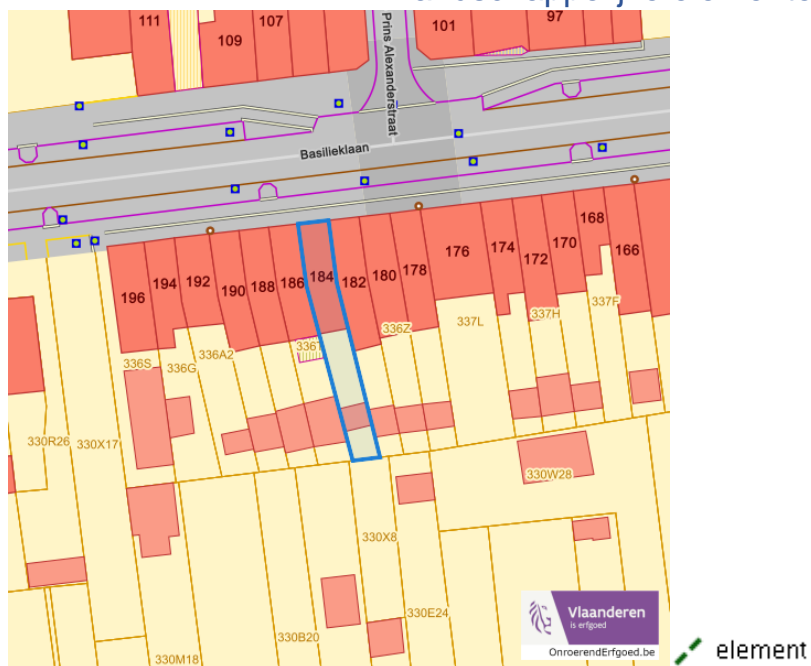 111
109
107
101
97
Prins Alexanderstraat
Basilieklaan
196
194
192
190
188
186
184
182
180
178
176
174
172
170
168
166
336S
336G
336A2
336Z
337L
337H
337F
330R26
330X17
330W28
330X8
330E24
330B20
330M18
Vlaanderen
is erfgoed
OnroerendErfgoed.be
element